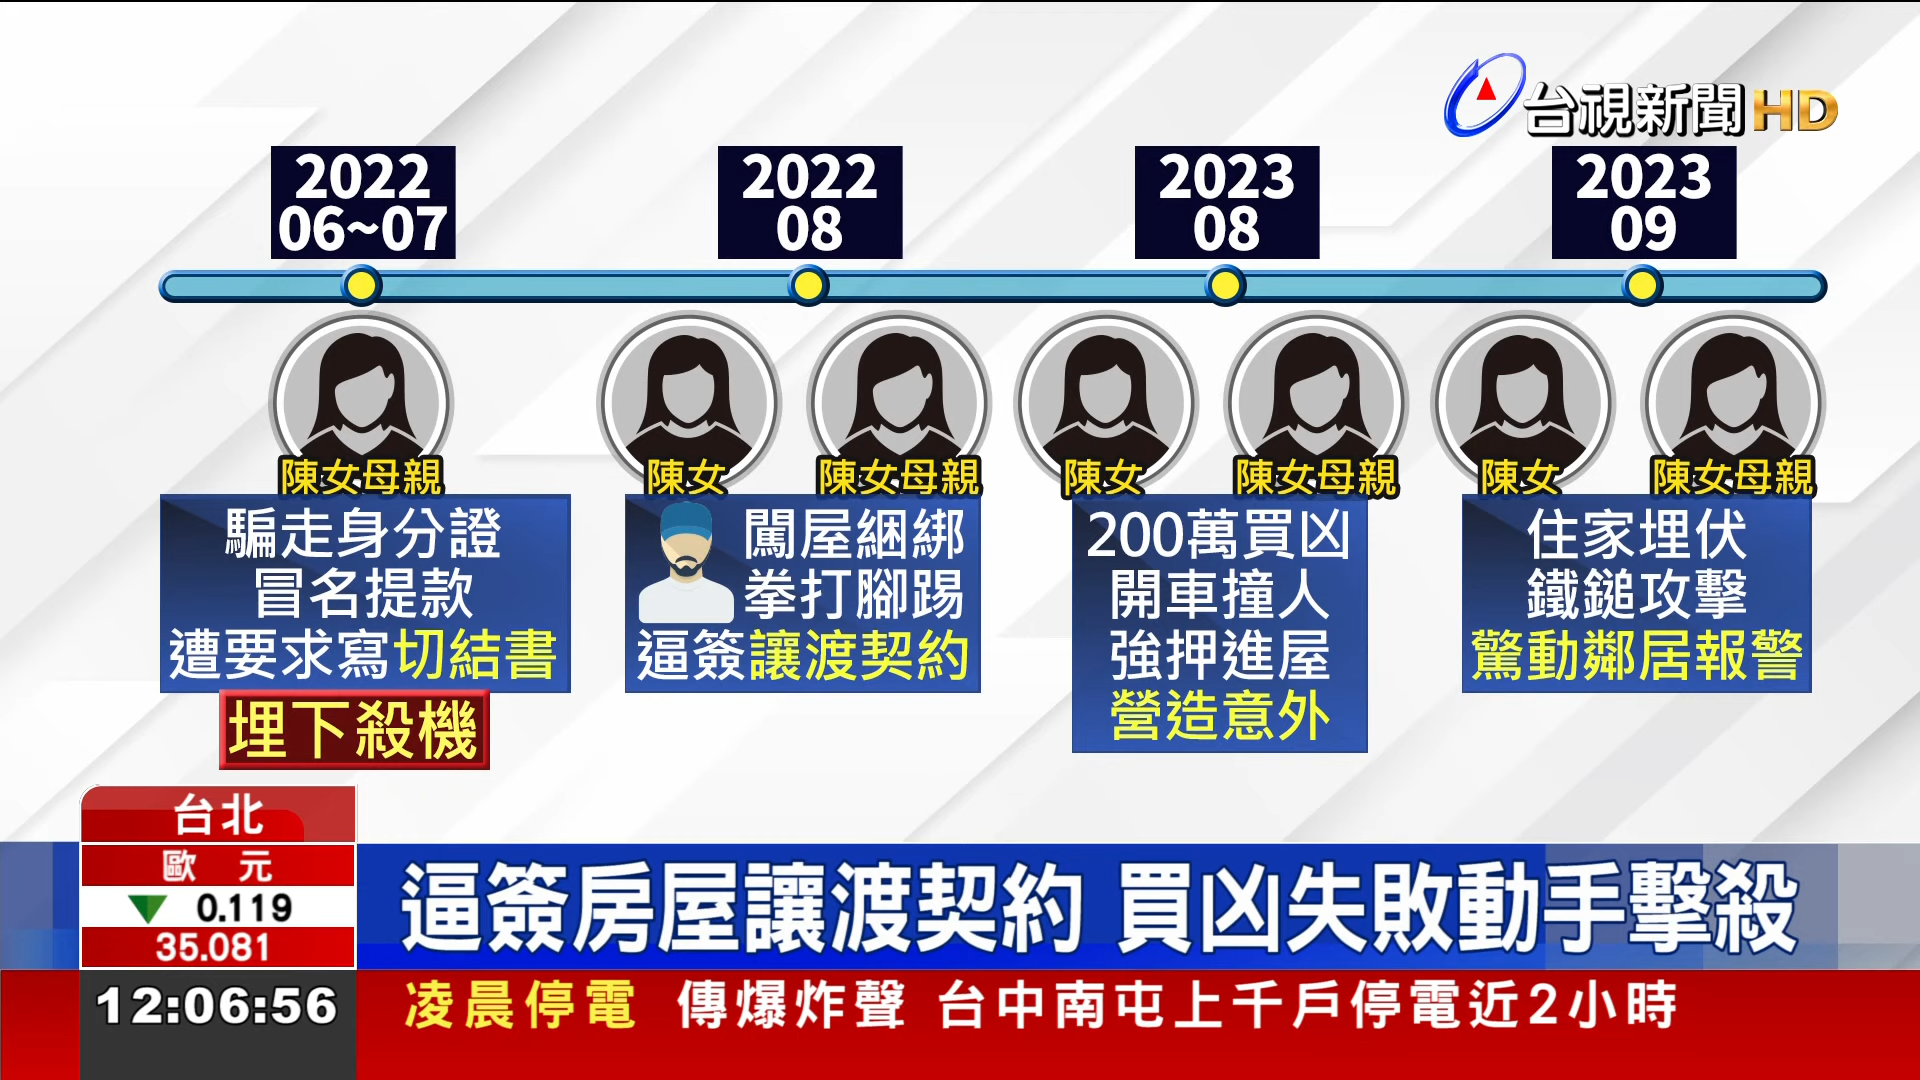 台視新聞HD
2022
06~07
2022
08
2023
08
2023
09
陳女母親
陳女
陳女母親
陳女
陳女母親
陳女
陳女母親
騙走身分證
冒名提款
遭要求寫切結書
埋下殺機
闖屋綑綁
拳打腳踢
逼簽讓渡契約
200萬買凶
開車撞人
強押進屋
營造意外
住家埋伏
鐵鎚攻擊
驚動鄰居報警
台北
歐元
0.119
35.081
12:06:56
逼簽房屋讓渡契約 買凶失敗動手擊殺
凌晨停電 傳爆炸聲 台中南屯上千戶停電近2小時